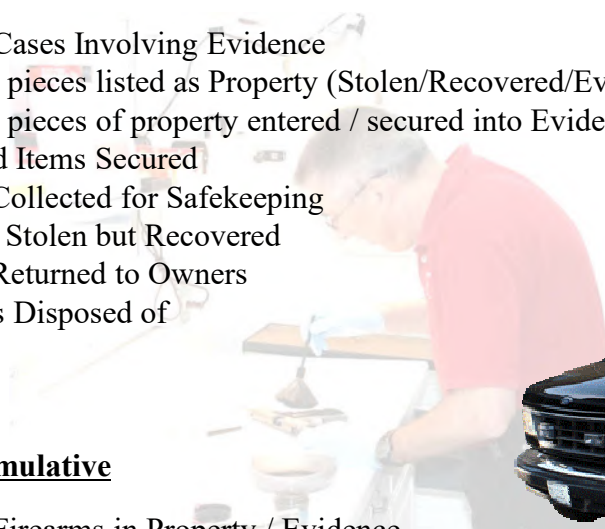 Cases Involving Evidence
pieces listed as Property (Stolen/Recovered/Ev
pieces of property entered / secured into Evide
d Items Secured
Collected for Safekeeping
Stolen but Recovered
Returned to Owners
s Disposed of
mulative
Firearms in Property / Evidence